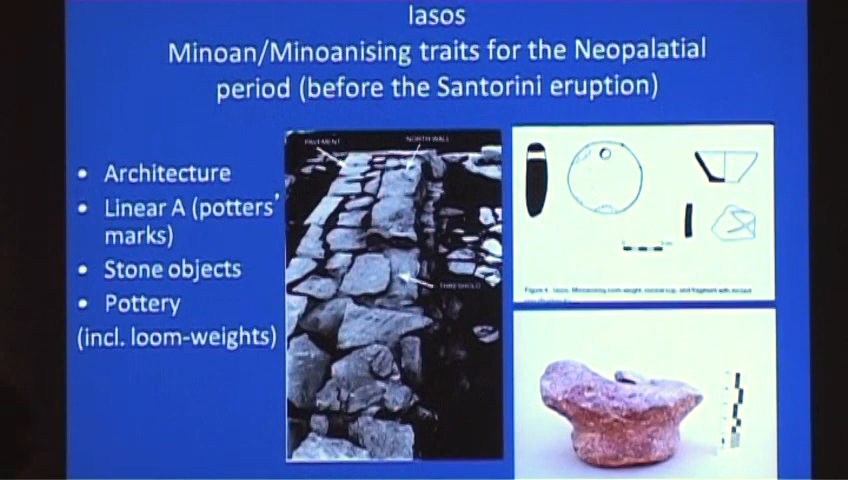 Iasos
Minoan/Minoanising traits for the Neopalatial
period (before the Santorini eruption)
• Architecture
• Linear A (potters'
marks)
• Stone objects
• Pottery
(incl. loom-weights)
PAVEMENT
NORTH WALL
THRESHOLD